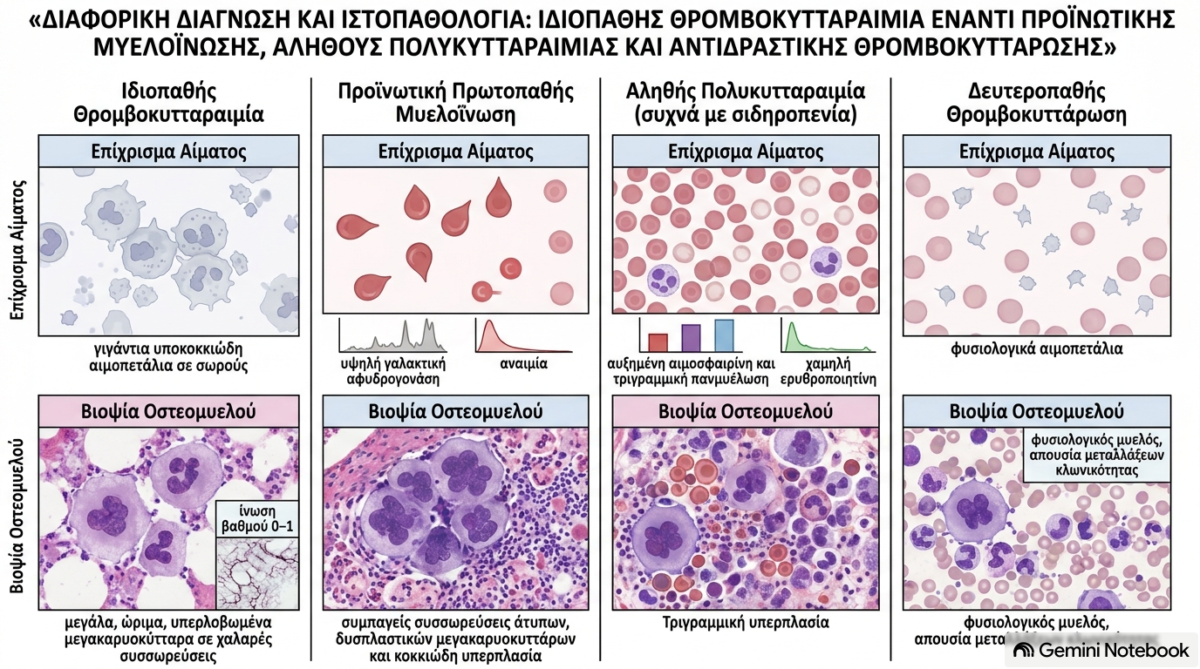 «ΔΙΑΦΟΡΙΚΗ ΔΙΑΓΝΩΣΗ ΚΑΙ ΙΣΤΟΠΑΘΟΛΟΓΙΑ: ΙΔΙΟΠΑΘΗΣ ΘΡΟΜΒΟΚΥΤΤΑΡΑΙΜΙΑ ΕΝΑΝΤΙ ΠΡΟΪΝΩΤΙΚΗΣ
ΜΥΕΛΟΪΝΩΣΗΣ, ΑΛΗΘΟΥΣ ΠΟΛΥΚΥΤΤΑΡΑΙΜΙΑΣ ΚΑΙ ΑΝΤΙΔΡΑΣΤΙΚΗΣ ΘΡΟΜΒΟΚΥΤΤΑΡΩΣΗΣ»
Ιδιοπαθής
Θρομβοκυτταραιμία
Προϊνωτική Πρωτοπαθής
Μυελοΐνωση
Αληθής Πολυκυτταραιμία
(συχνά με σιδηροπενία)
Δευτεροπαθής
Θρομβοκυττάρωση
Επίχρισμα Αίματος
Επίχρισμα Αίματος
Επίχρισμα Αίματος
Επίχρισμα Αίματος
Επίχρισμα Αίματος
γιγάντια υποκοκκιώδη
αιμοπετάλια σε σωρούς
υψηλή γαλακτική
αφυδρογονάση
αναιμία
αυξημένη αιμοσφαιρίνη και
τριγραμμική πανμυέλωση
χαμηλή
ερυθροποιητίνη
φυσιολογικά αιμοπετάλια
Βιοψία Οστεομυελού
Βιοψία Οστεομυελού
Βιοψία Οστεομυελού
Βιοψία Οστεομυελού
Βιοψία Οστεομυελού
ίνωση
βαθμού 0–1
φυσιολογικός μυελός,
απουσία μεταλλάξεων
κλωνικότητας
μεγάλα, ώριμα, υπερλοβωμένα
μεγακαρυοκύτταρα σε χαλαρές
συσσωρεύσεις
συμπαγείς συσσωρεύσεις άτυπων,
δυσπλαστικών μεγακαρυοκυττάρων
και κοκκιώδη υπερπλασία
Τριγραμμική υπερπλασία
φυσιολογικός μυελός,
απουσία
Gemini Notebook